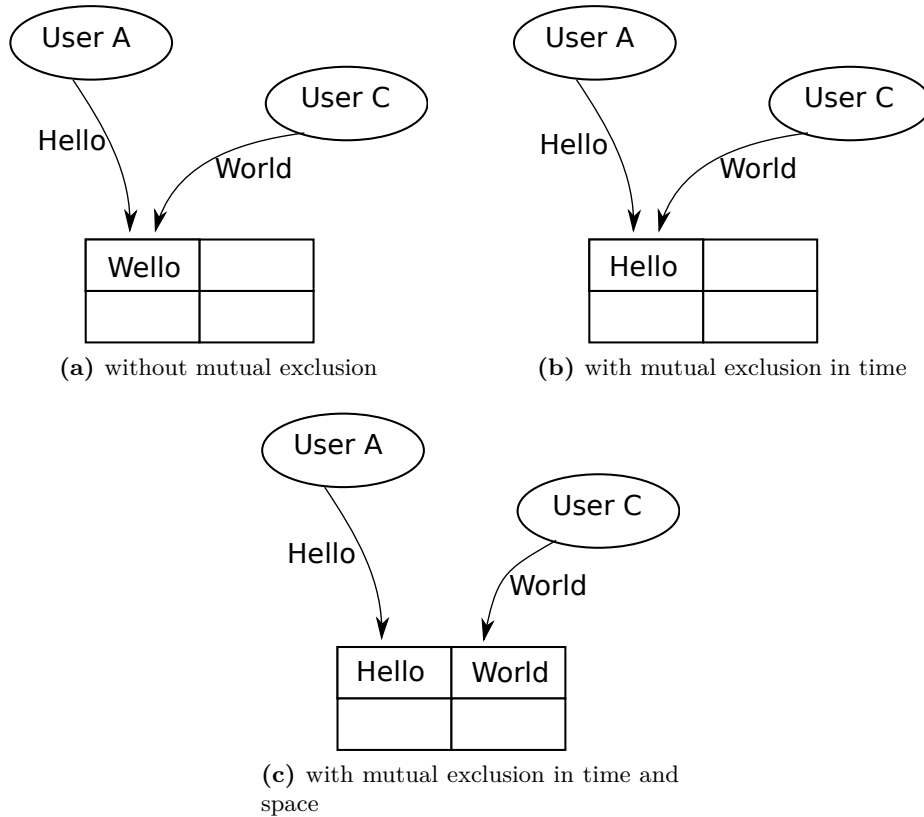 User A
User C
Hello
World
Wello
(a) without mutual exclusion
User A
User C
Hello
World
Hello
(b) with mutual exclusion in time
User A
User C
Hello
World
Hello World
(c) with mutual exclusion in time and
space